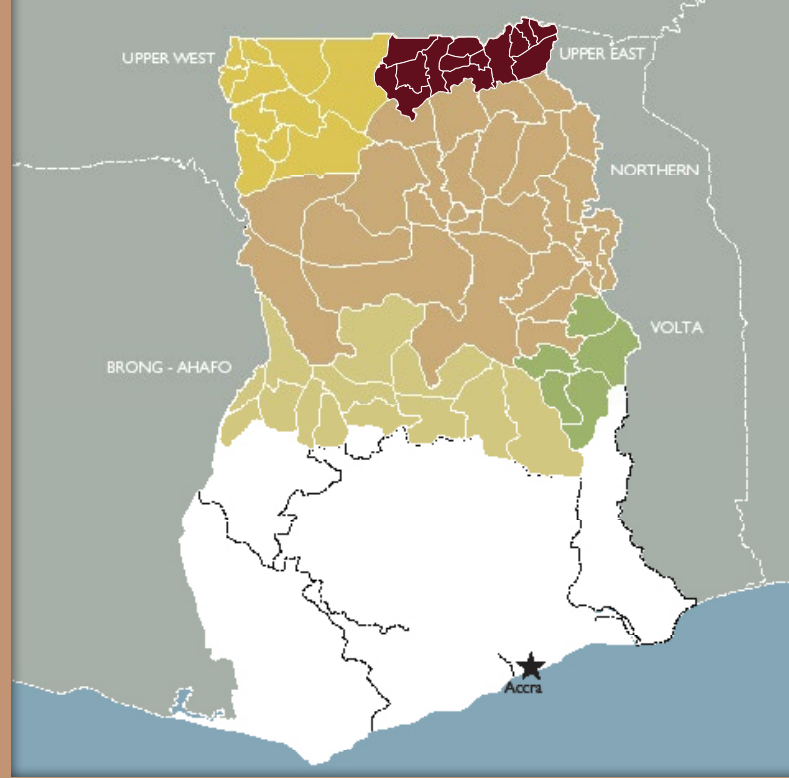 UPPER WEST
UPPER EAST
NORTHERN
VOLTA
BRONG - AHAFO
Accra